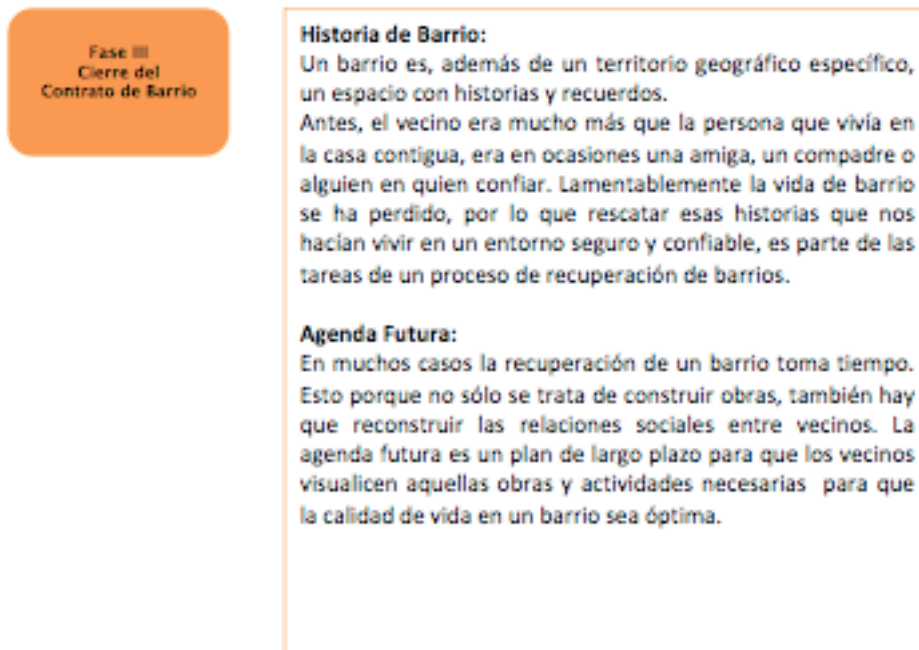 Fase III
Cierre del
Contrato de Barrio
Historia de Barrio:
Un barrio es, además de un territorio geográfico específico,
un espacio con historias y recuerdos.
Antes, el vecino era mucho más que la persona que vivía en
la casa contigua, era en ocasiones una amiga, un compadre o
alguien en quien confiar. Lamentablemente la vida de barrio
se ha perdido, por lo que rescatar esas historias que nos
hacían vivir en un entorno seguro y confiable, es parte de las
tareas de un proceso de recuperación de barrios.
Agenda Futura:
En muchos casos la recuperación de un barrio toma tiempo.
Esto porque no sólo se trata de construir obras, también hay
que reconstruir las relaciones sociales entre vecinos. La
agenda futura es un plan de largo plazo para que los vecinos
visualicen aquellas obras y actividades necesarias para que
la calidad de vida en un barrio sea óptima.